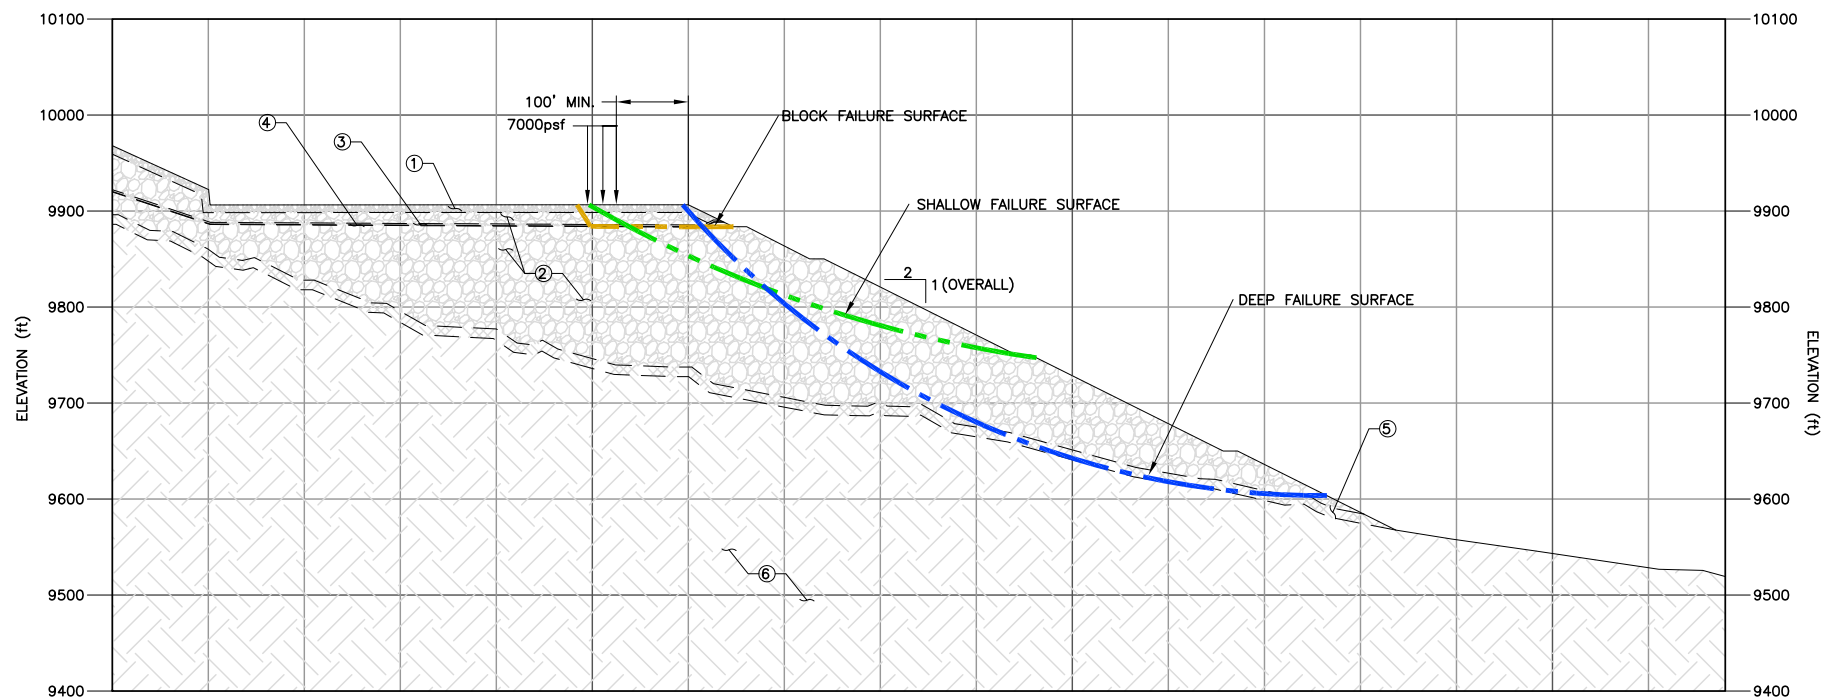 10100
10100
100' MIN.
10000
BLOCK FAILURE SURFACE
10000
7000psf
4
3
1
9900
SHALLOW FAILURE SURFACE
9900
2
2
1 (OVERALL)
DEEP FAILURE SURFACE
9800
9800
ELEVATION (ft)
ELEVATION (ft)
9700
9700
5
9600
9600
6
9500
9500
9400
9400